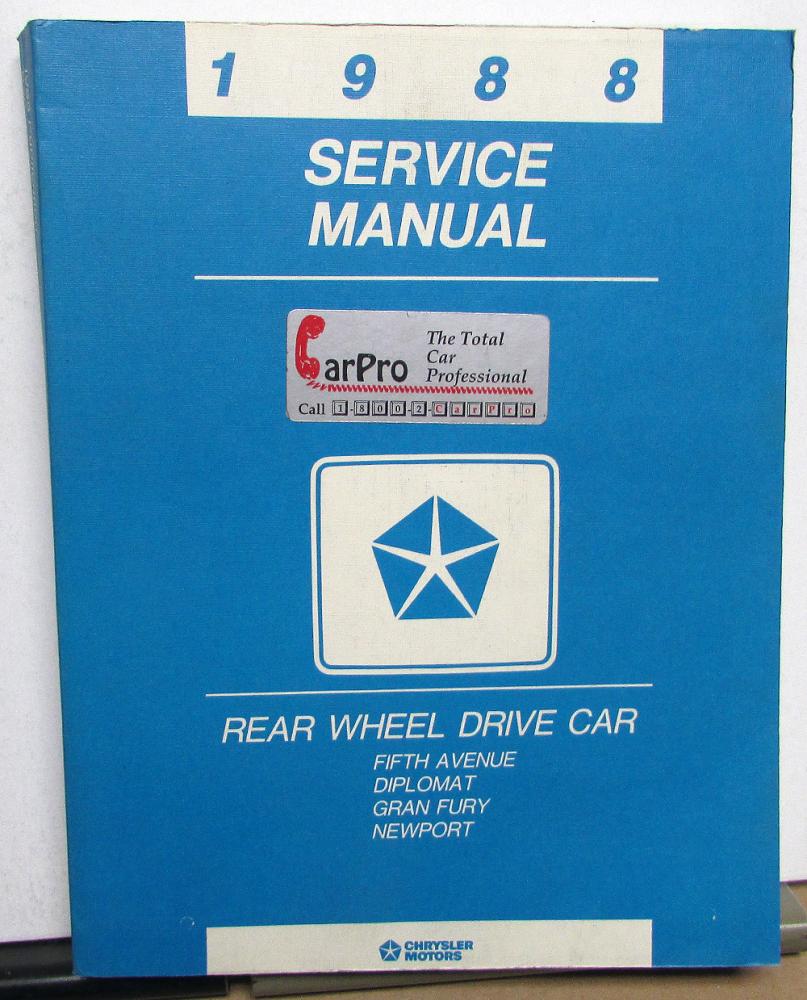 1 9 8 8
SERVICE
MANUAL
CarPro
The Total
Car
Professional
Call 1-800-2-CarPro
REAR WHEEL DRIVE CAR
FIFTH AVENUE
DIPLOMAT
GRAN FURY
NEWPORT
CHRYSLER
MOTORS